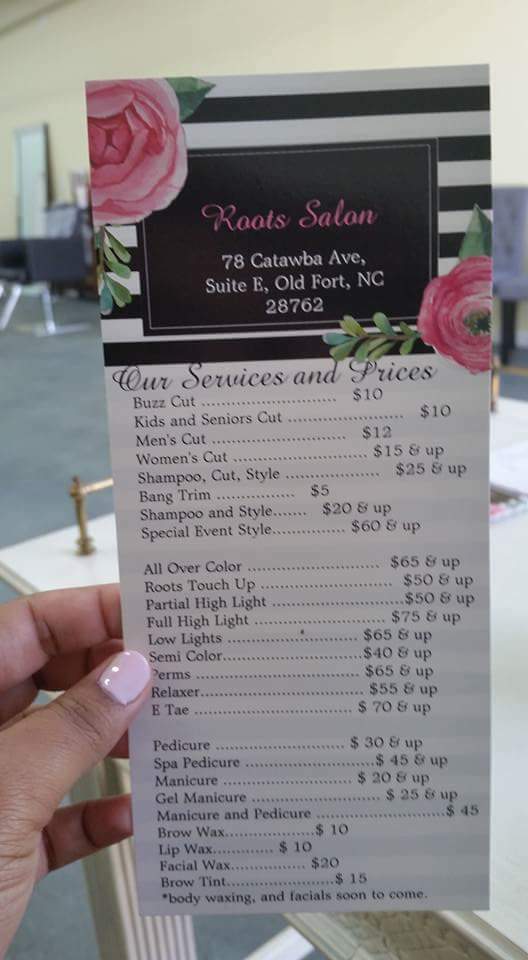 Roots Salon
78 Catawba Ave,
Suite E, Old Fort, NC
28762
Our Services and Prices
Buzz Cut ............................ $10
Kids and Seniors Cut ........................ $10
Men's Cut ............................ $12
Women's Cut ............................ $15 & up
Shampoo, Cut, Style .................... $25 & up
Bang Trim ................ $5
Shampoo and Style....... $20 & up
Special Event Style............... $60 & up
All Over Color ............................ $65 & up
Roots Touch Up ............................ $50 & up
Partial High Light ............................$50 & up
Full High Light ............................ $75 & up
Low Lights ............................ $65 & up
Semi Color..............................$40 & up
Perms .................................. $65 & up
Relaxer.................................. $55 & up
E Tae .................................. $ 70 & up
Pedicure ............................ $ 30 & up
Spa Pedicure ............................$ 45 & up
Manicure ............................ $ 20 & up
Gel Manicure ............................ $ 25 & up
Manicure and Pedicure ............................$ 45
Brow Wax...................$ 10
Lip Wax............. $ 10
Facial Wax................ $20
Brow Tint.......................$ 15
*body waxing, and facials soon to come.